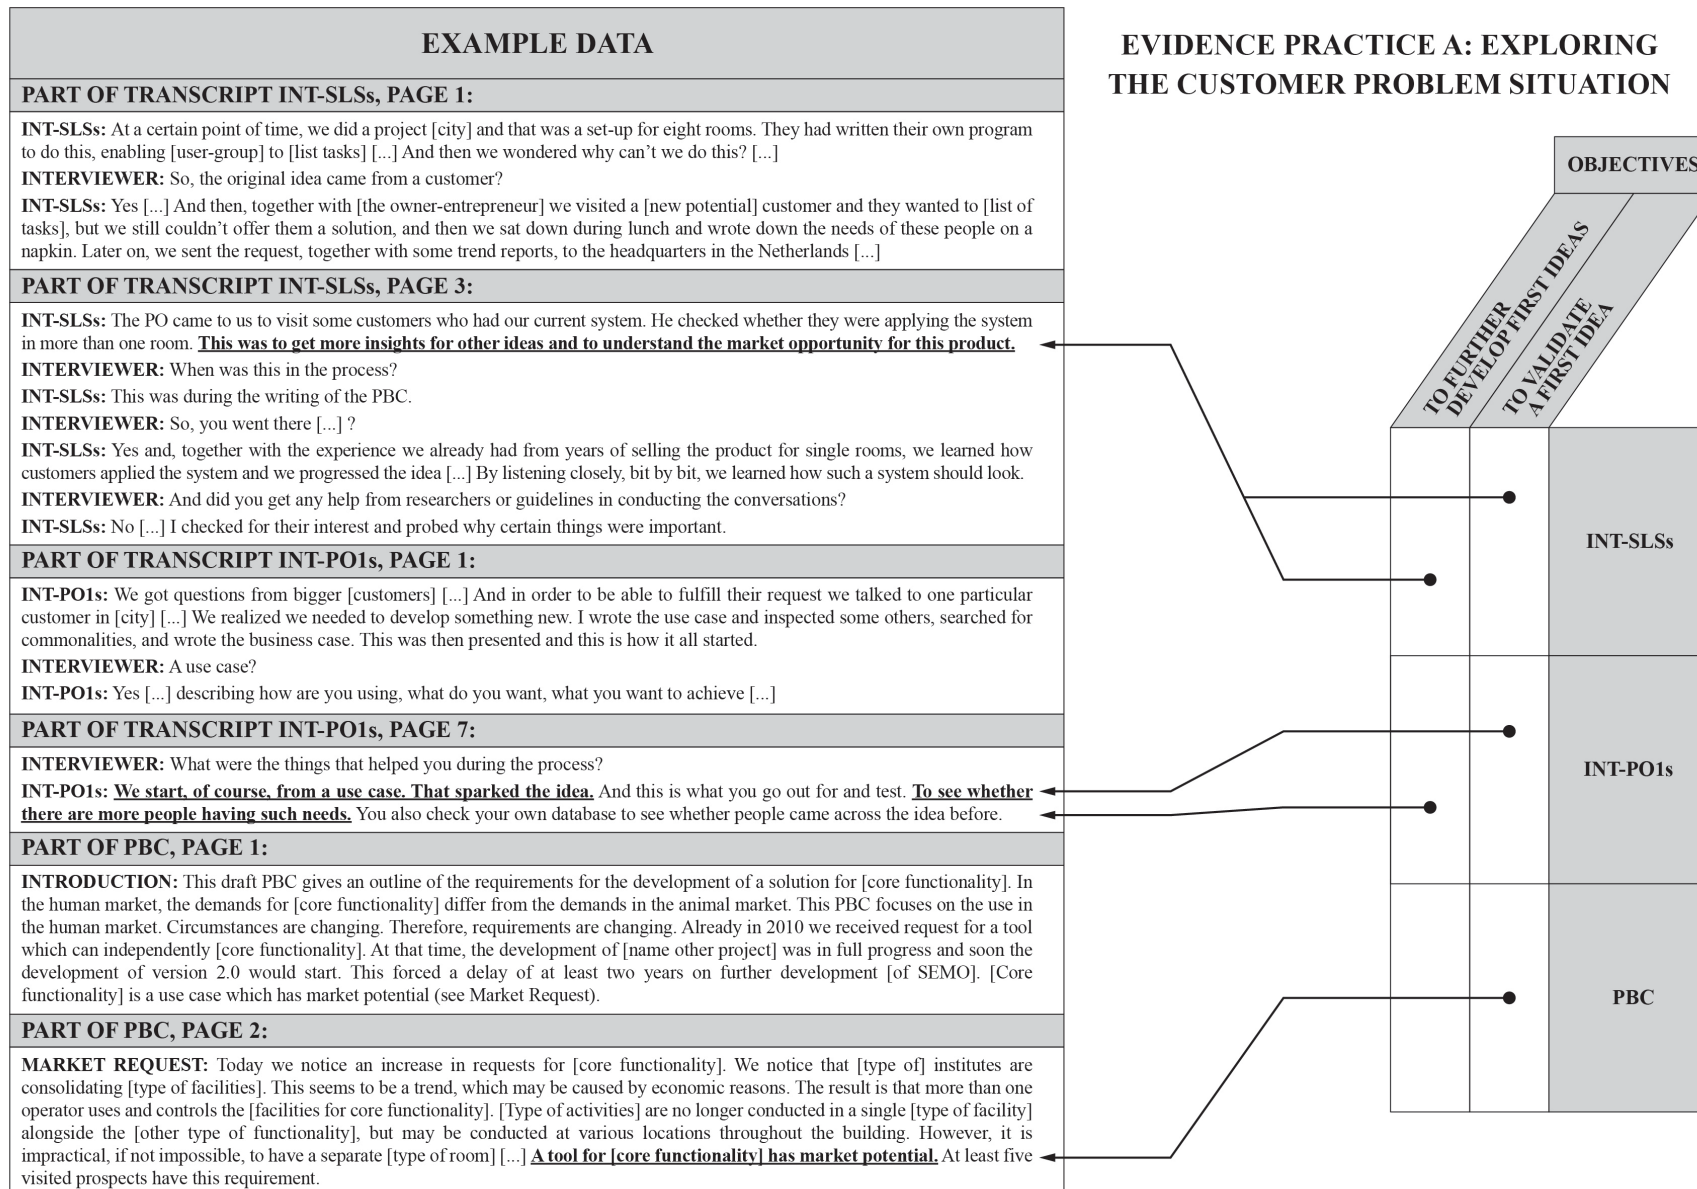 EXAMPLE DATA
PART OF TRANSCRIPT INT-SLSs, PAGE 1:
INT-SLSs: At a certain point of time, we did a project [city] and that was a set-up for eight rooms. They had written their own program
to do this, enabling [user-group] to [list tasks] [...] And then we wondered why can't we do this? [...]
INTERVIEWER: So, the original idea came from a customer?
INT-SLSs: Yes [...] And then, together with [the owner-entrepreneur] we visited a [new potential] customer and they wanted to [list of
tasks], but we still couldn't offer them a solution, and then we sat down during lunch and wrote down the needs of these people on a
napkin. Later on, we sent the request, together with some trend reports, to the headquarters in the Netherlands [...]
PART OF TRANSCRIPT INT-SLSs, PAGE 3:
INT-SLSs: The PO came to us to visit some customers who had our current system. He checked whether they were applying the system
in more than one room. This was to get more insights for other ideas and to understand the market opportunity for this product.
INTERVIEWER: When was this in the process?
INT-SLSs: This was during the writing of the PBC.
INTERVIEWER: So, you went there [...] ?
INT-SLSs: Yes and, together with the experience we already had from years of selling the product for single rooms, we learned how
customers applied the system and we progressed the idea [...] By listening closely, bit by bit, we learned how such a system should look.
INTERVIEWER: And did you get any help from researchers or guidelines in conducting the conversations?
INT-SLSs: No [...] I checked for their interest and probed why certain things were important.
PART OF TRANSCRIPT INT-PO1s, PAGE 1:
INT-PO1s: We got questions from bigger [customers] [...] And in order to be able to fulfill their request we talked to one particular
customer in [city] [...] We realized we needed to develop something new. I wrote the use case and inspected some others, searched for
commonalities, and wrote the business case. This was then presented and this is how it all started.
INTERVIEWER: A use case?
INT-PO1s: Yes [...] describing how are you using, what do you want, what you want to achieve [...]
PART OF TRANSCRIPT INT-PO1s, PAGE 7:
INTERVIEWER: What were the things that helped you during the process?
INT-PO1s: We start, of course, from a use case. That sparked the idea. And this is what you go out for and test. To see whether
there are more people having such needs. You also check your own database to see whether people came across the idea before.
PART OF PBC, PAGE 1:
INTRODUCTION: This draft PBC gives an outline of the requirements for the development of a solution for [core functionality]. In
the human market, the demands for [core functionality] differ from the demands in the animal market. This PBC focuses on the use in
the human market. Circumstances are changing. Therefore, requirements are changing. Already in 2010 we received request for a tool
which can independently [core functionality]. At that time, the development of [name other project] was in full progress and soon the
development of version 2.0 would start. This forced a delay of at least two years on further development [of SEMO]. [Core
functionality] is a use case which has market potential (see Market Request).
PART OF PBC, PAGE 2:
MARKET REQUEST: Today we notice an increase in requests for [core functionality]. We notice that [type of] institutes are
consolidating [type of facilities]. This seems to be a trend, which may be caused by economic reasons. The result is that more than one
operator uses and controls the [facilities for core functionality]. [Type of activities] are no longer conducted in a single [type of facility]
alongside the [other type of functionality], but may be conducted at various locations throughout the building. However, it is
impractical, if not impossible, to have a separate [type of room] [...] A tool for [core functionality] has market potential. At least five
visited prospects have this requirement.
EVIDENCE PRACTICE A: EXPLORING
THE CUSTOMER PROBLEM SITUATION
OBJECTIVES
TO FURTHER
DEVELOP FIRST IDEAS
TO VALIDATE
A FIRST IDEA
INT-SLSs
INT-PO1s
PBC